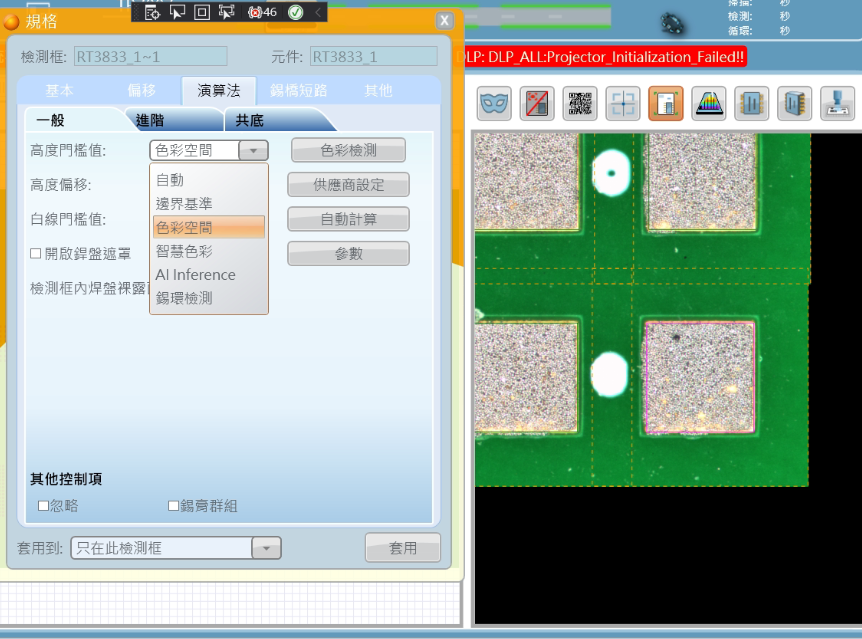 46
規格
X
檢測框: RT3833_1~1 元件: RT3833_1
基本 偏移 演算法 錫橋短路 其他
一般 進階 共底
高度門檻值: 色彩空間 色彩檢測
高度偏移: 供應商設定
白線門檻值: 自動計算
開啟銲盤遮罩 參數
檢測框內焊盤裸露
自動
邊界基準
色彩空間
智慧色彩
AI Inference
錫環檢測
其他控制項
忽略 錫膏群組
套用到: 只在此檢測框 套用
掃描: 秒
檢測: 秒
循環: 秒
DLP: DLP_ALL:Projector_Initialization_Failed!!